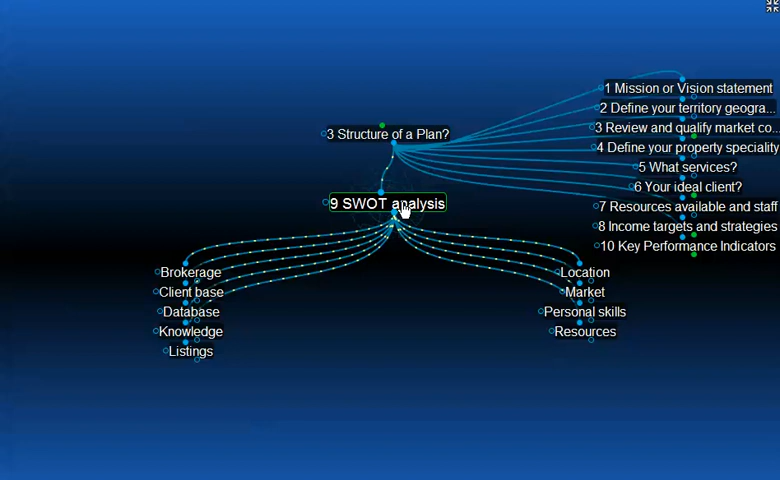 1 Mission or Vision statement
2 Define your territory geogra...
3 Review and qualify market co...
4 Define your property speciality
5 What services?
6 Your ideal client?
7 Resources available and staff
8 Income targets and strategies
10 Key Performance Indicators
3 Structure of a Plan?
9 SWOT analysis
Brokerage
Client base
Database
Knowledge
Listings
Location
Market
Personal skills
Resources